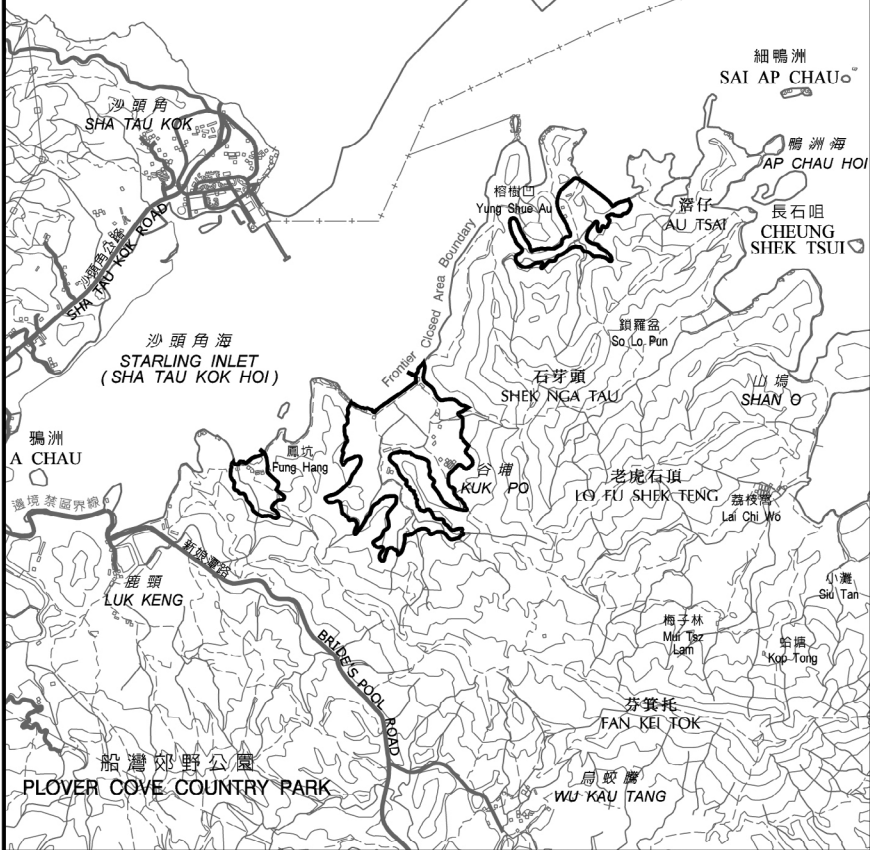 細鴨洲
SAI AP CHAU
沙頭角
SHA TAU KOK
鴨洲海
AP CHAU HOI
榕樹凹
Yung Shue Au
滘仔
AU TSAI
長石咀
CHEUNG
SHEK TSUI
沙頭角公路
SHA TAU KOK ROAD
Frontier Closed Area Boundary
鎖羅盆
So Lo Pun
沙頭角海
STARLING INLET
( SHA TAU KOK HOI )
石芽頭
SHEK NGA TAU
山塢
SHAN O
鴉洲
A CHAU
鳳坑
Fung Hang
谷埔
KUK PO
老虎石頂
LO FU SHEK TENG
荔枝窩
Lai Chi Wo
邊境禁區界線
新娘潭路
鹿頸
LUK KENG
小灘
Siu Tan
梅子林
Mui Tsz
Lam
蛤塘
Kop Tong
BRIDE'S POOL ROAD
芬箕托
FAN KEI TOK
船灣郊野公園
PLOVER COVE COUNTRY PARK
烏蛟騰
WU KAU TANG